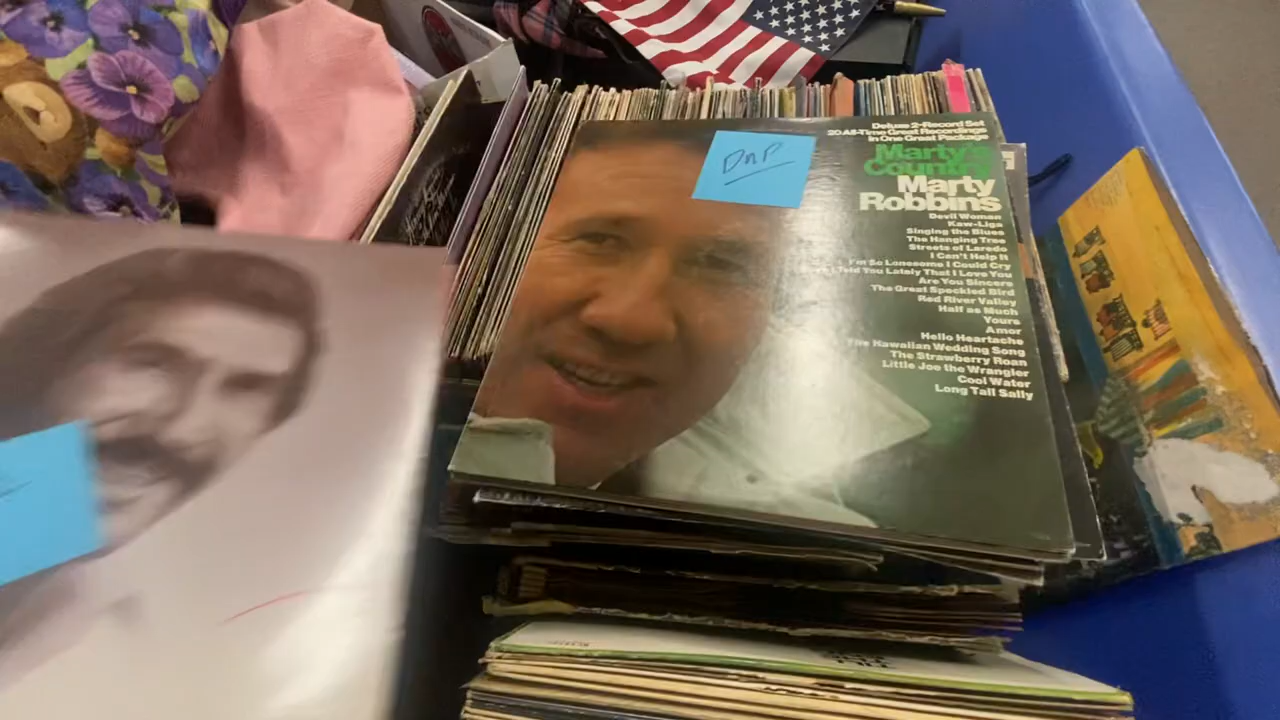 DnP
Deluxe 2-Record Set
20 All-Time Great Recordings
in One Great Package
Marty's
Country
Marty
Robbins
Devil Woman
Kaw-Liga
Singing the Blues
The Hanging Tree
Streets of Laredo
I Can't Help It
I'm So Lonesome I Could Cry
I Told You Lately That I Love You
Are You Sincere
The Great Speckled Bird
Red River Valley
Half as Much
Yours
Amor
Hello Heartache
The Hawaiian Wedding Song
The Strawberry Roan
Little Joe the Wrangler
Cool Water
Long Tall Sally